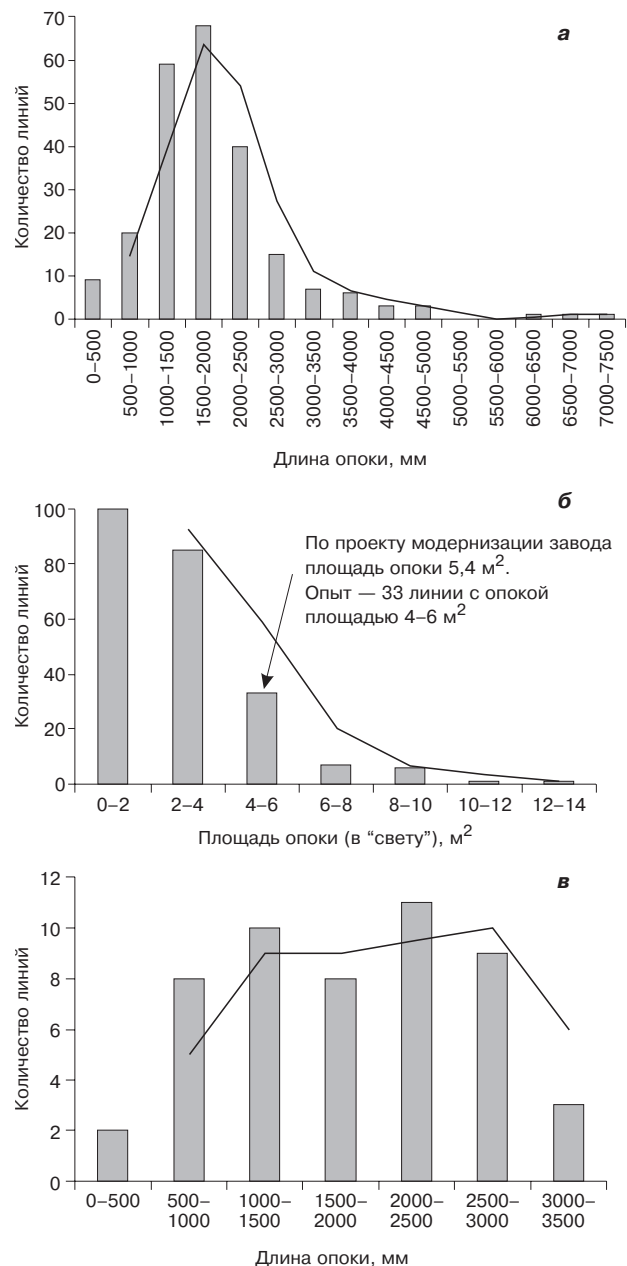 а
70
60
50
40
30
20
10
0
Количество линий
0–500
500–1000
1000–1500
1500–2000
2000–2500
2500–3000
3000–3500
3500–4000
4000–4500
4500–5000
5000–5500
5500–6000
6000–6500
6500–7000
7000–7500
Длина опоки, мм
б
100
80
60
40
20
0
Количество линий
По проекту модернизации завода
площадь опоки 5,4 м².
Опыт — 33 линии с опокой
площадью 4–6 м²
0–2 2–4 4–6 6–8 8–10 10–12 12–14
Площадь опоки (в “свету”), м²
в
12
10
8
6
4
2
0
Количество линий
0–500 500–1000 1000–1500 1500–2000 2000–2500 2500–3000 3000–3500
Длина опоки, мм